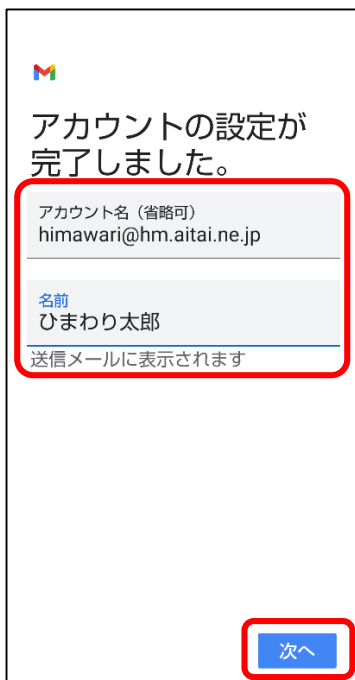 アカウントの設定が
完了しました。
アカウント名（省略可）
himawari@hm.aitai.ne.jp
名前
ひまわり太郎
送信メールに表示されます
次へ